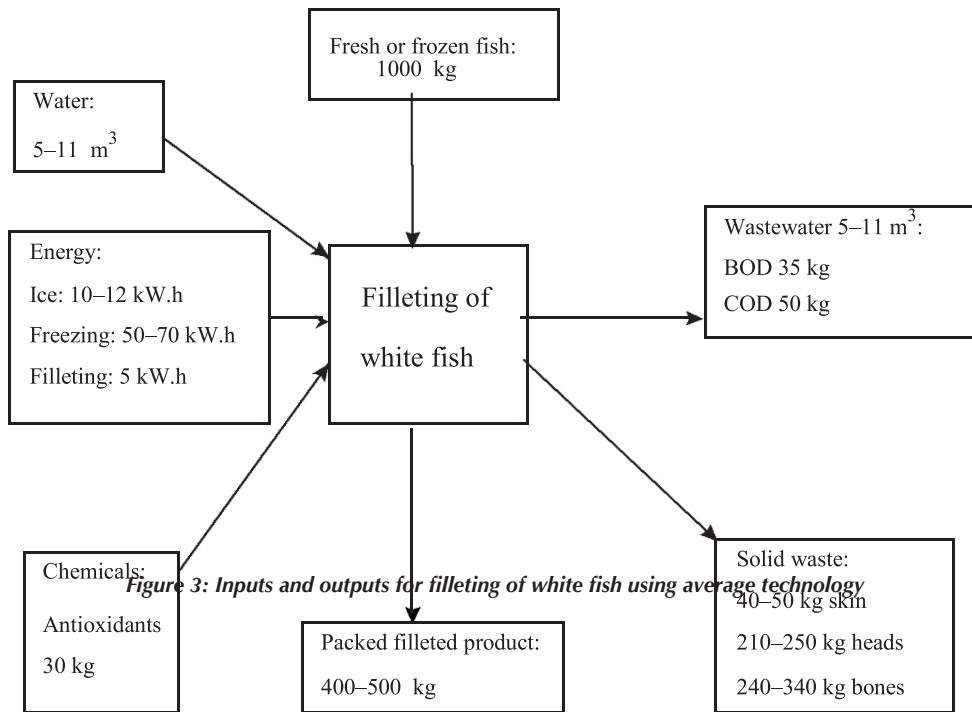 Fresh or frozen fish:
1000 kg
Water:
5–11 m³
Energy:
Ice: 10–12 kW.h
Freezing: 50–70 kW.h
Filleting: 5 kW.h
Filleting of
white fish
Wastewater 5–11 m³:
BOD 35 kg
COD 50 kg
Chemicals:
Antioxidants
30 kg
Packed filleted product:
400–500 kg
Solid waste:
40–50 kg skin
210–250 kg heads
240–340 kg bones
Figure 3: Inputs and outputs for filleting of white fish using average technology